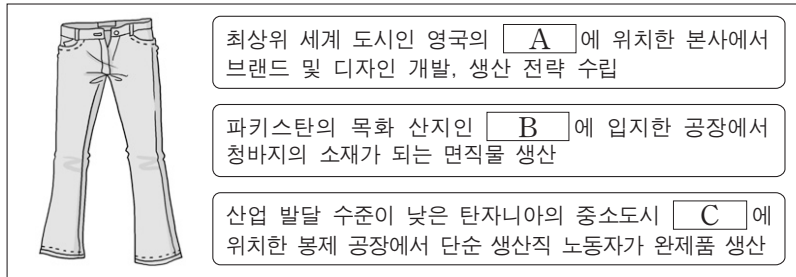 최상위 세계 도시인 영국의 A 에 위치한 본사에서
브랜드 및 디자인 개발, 생산 전략 수립
파키스탄의 목화 산지인 B 에 입지한 공장에서
청바지의 소재가 되는 면직물 생산
산업 발달 수준이 낮은 탄자니아의 중소도시 C 에
위치한 봉제 공장에서 단순 생산직 노동자가 완제품 생산